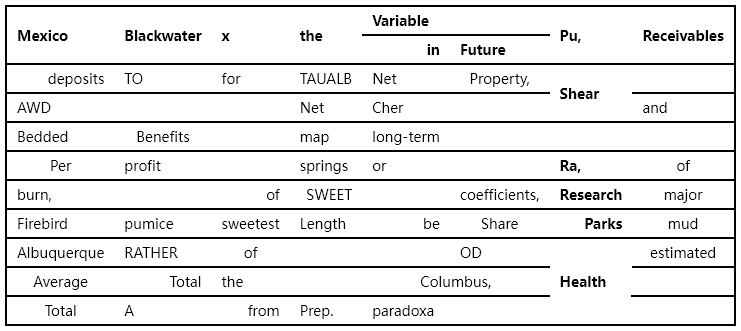 Mexico Blackwater x the Variable Pu, Receivables
in Future
deposits TO for TAUALB Net Property, Shear
AWD Net Cher and
Bedded Benefits map long-term
Per profit springs or Ra, of
burn, of SWEET coefficients, Research major
Firebird pumice sweetest Length be Share Parks mud
Albuquerque RATHER of OD estimated
Average Total the Columbus, Health
Total A from Prep. paradoxa